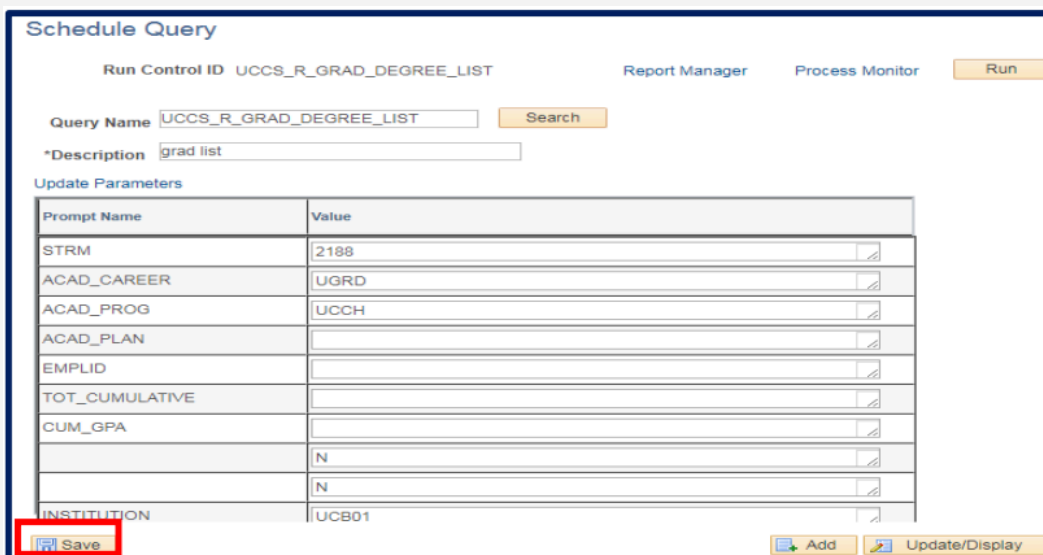 Schedule Query
Run Control ID UCCS_R_GRAD_DEGREE_LIST Report Manager Process Monitor Run
Query Name UCCS_R_GRAD_DEGREE_LIST Search
*Description grad list
Update Parameters
Prompt Name Value
STRM 2188
ACAD_CAREER UGRD
ACAD_PROG UCCH
ACAD_PLAN
EMPLID
TOT_CUMULATIVE
CUM_GPA
N
N
INSTITUTION UCB01
Save Add Update/Display